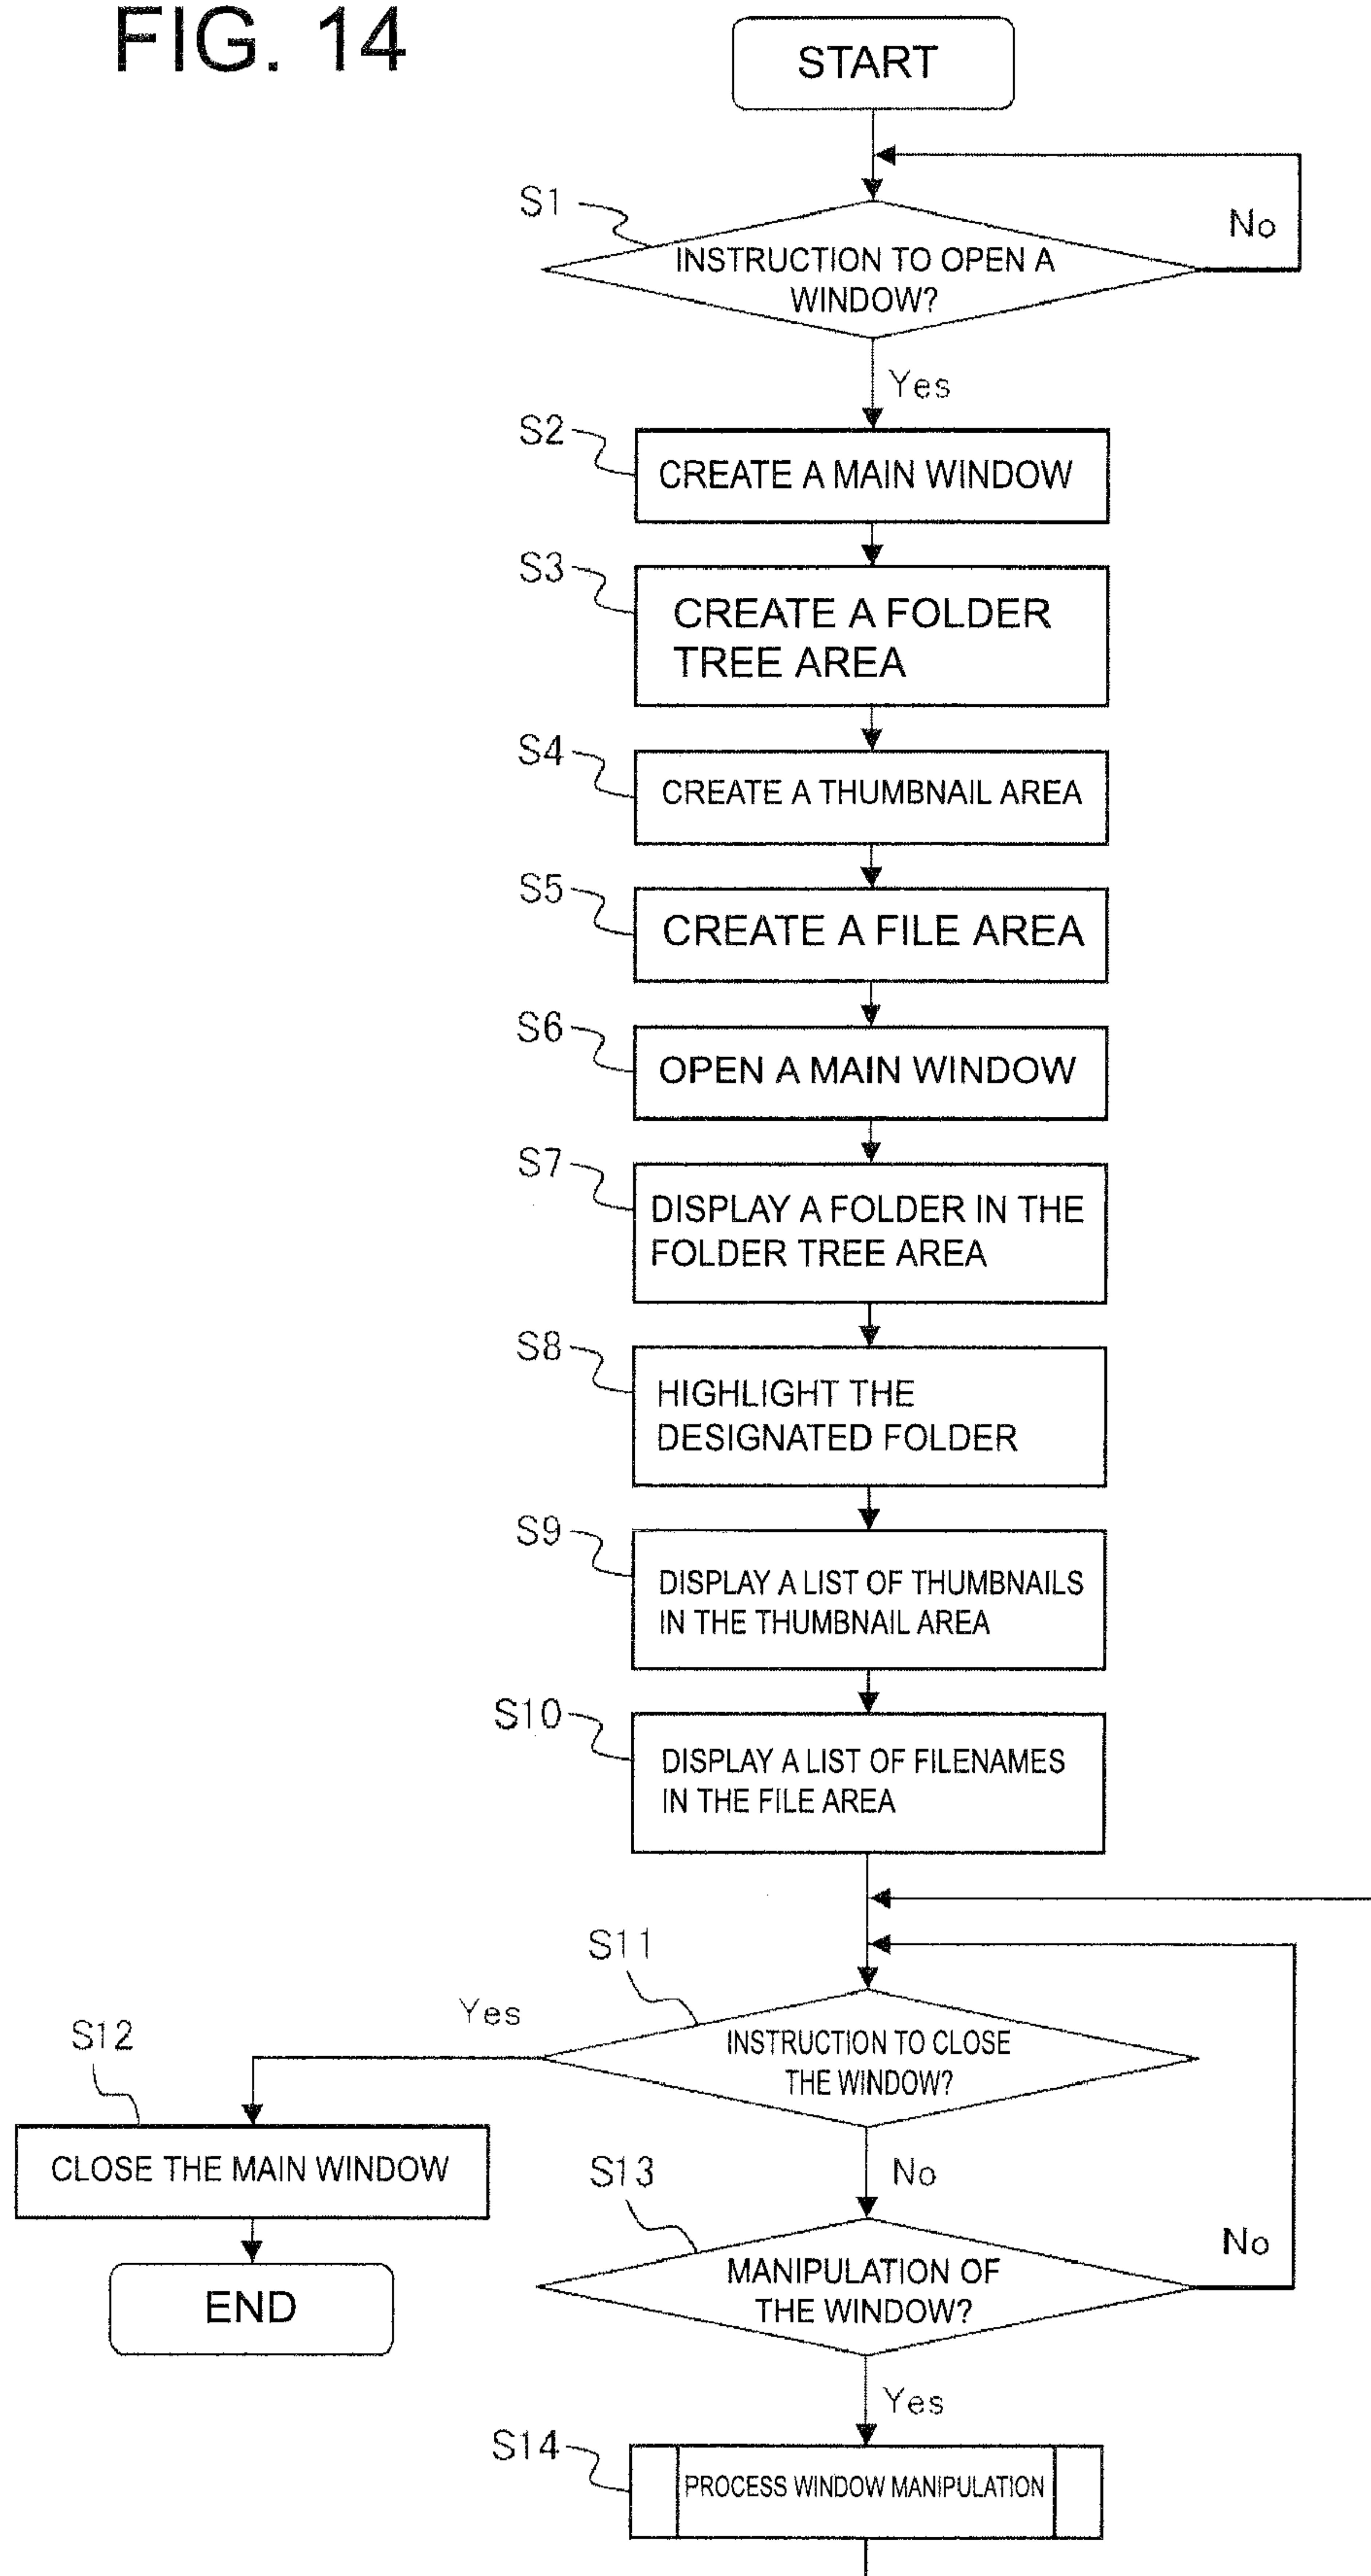 FIG. 14
START
S1
No
INSTRUCTION TO OPEN A
WINDOW?
Yes
S2
CREATE A MAIN WINDOW
S3
CREATE A FOLDER
TREE AREA
S4
CREATE A THUMBNAIL AREA
S5
CREATE A FILE AREA
S6
OPEN A MAIN WINDOW
S7
DISPLAY A FOLDER IN THE
FOLDER TREE AREA
S8
HIGHLIGHT THE
DESIGNATED FOLDER
S9
DISPLAY A LIST OF THUMBNAILS
IN THE THUMBNAIL AREA
S10
DISPLAY A LIST OF FILENAMES
IN THE FILE AREA
S11
Yes
INSTRUCTION TO CLOSE
THE WINDOW?
S12
CLOSE THE MAIN WINDOW
END
No
S13
No
MANIPULATION OF
THE WINDOW?
Yes
S14
PROCESS WINDOW MANIPULATION